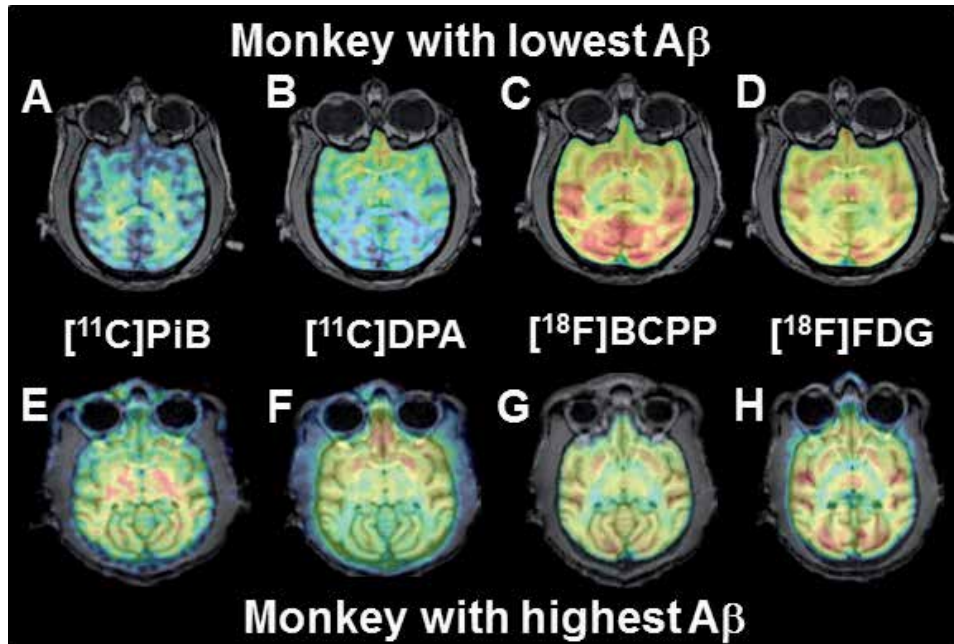 Monkey with lowest Aβ
A B C D
[¹¹C]PiB [¹¹C]DPA [¹⁸F]BCPP [¹⁸F]FDG
E F G H
Monkey with highest Aβ